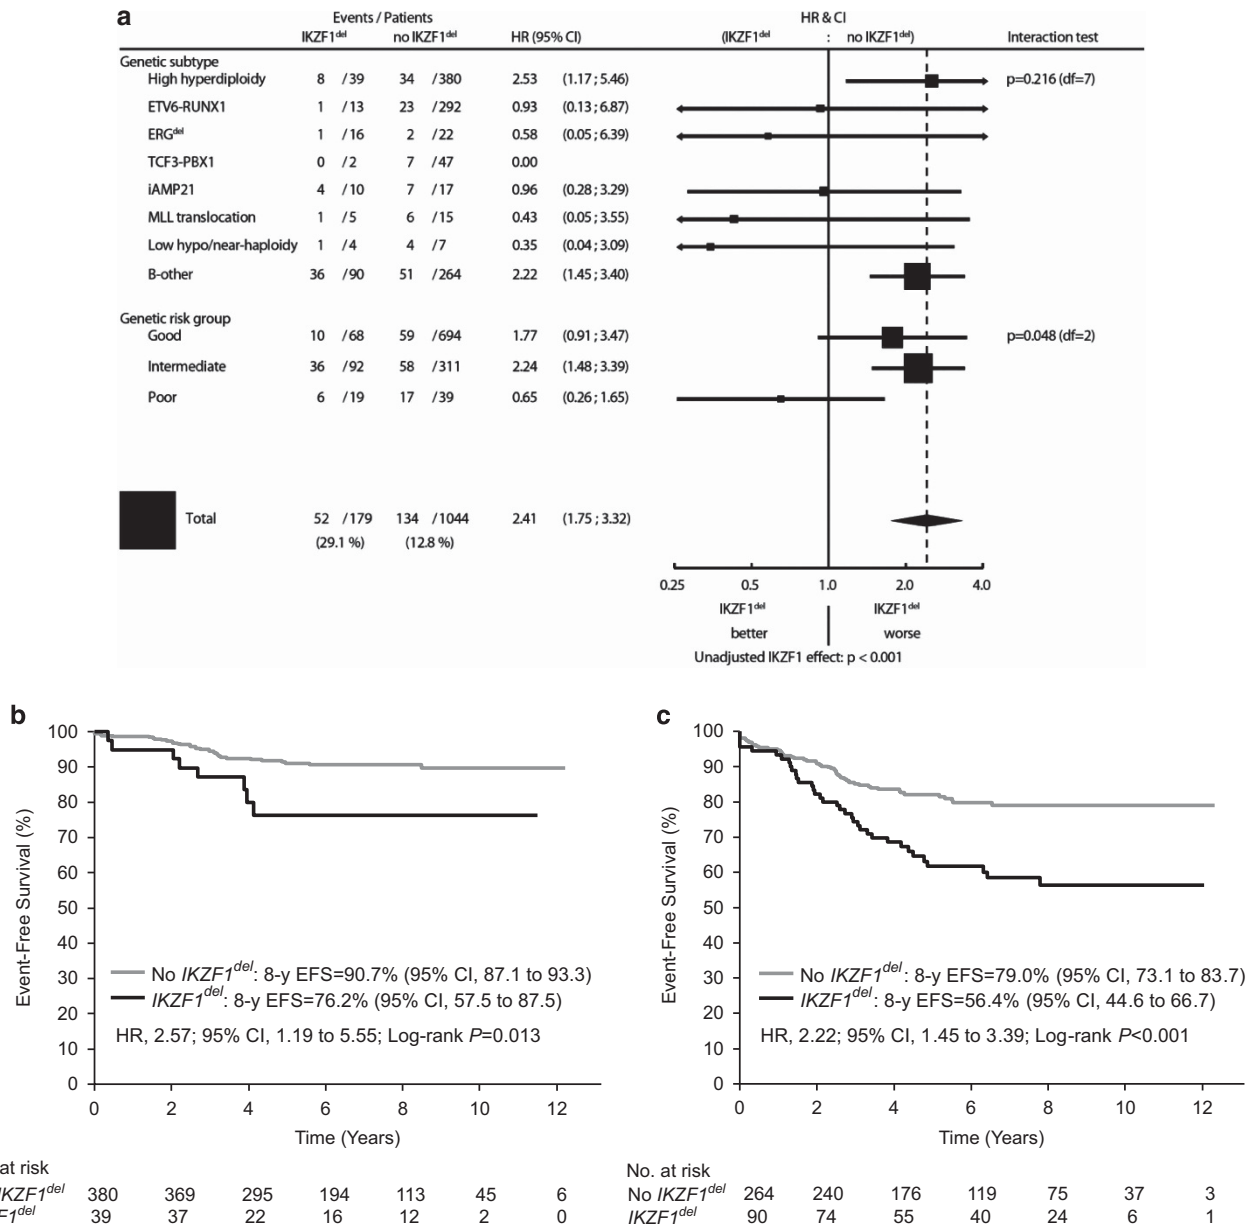 a
Events / Patients HR & CI
IKZF1del no IKZF1del HR (95% CI) (IKZF1del : no IKZF1del) Interaction test
Genetic subtype
High hyperdiploidy 8 /39 34 /380 2.53 (1.17 ; 5.46) p=0.216 (df=7)
ETV6-RUNX1 1 /13 23 /292 0.93 (0.13 ; 6.87)
ERGdel 1 /16 2 /22 0.58 (0.05 ; 6.39)
TCF3-PBX1 0 /2 7 /47 0.00
iAMP21 4 /10 7 /17 0.96 (0.28 ; 3.29)
MLL translocation 1 /5 6 /15 0.43 (0.05 ; 3.55)
Low hypo/near-haploidy 1 /4 4 /7 0.35 (0.04 ; 3.09)
B-other 36 /90 51 /264 2.22 (1.45 ; 3.40)
Genetic risk group
Good 10 /68 59 /694 1.77 (0.91 ; 3.47) p=0.048 (df=2)
Intermediate 36 /92 58 /311 2.24 (1.48 ; 3.39)
Poor 6 /19 17 /39 0.65 (0.26 ; 1.65)
Total 52 /179 134 /1044 2.41 (1.75 ; 3.32)
(29.1 %) (12.8 %)
0.25 0.5 1.0 2.0 4.0
IKZF1del IKZF1del
better worse
Unadjusted IKZF1 effect: p < 0.001
b
Event-Free Survival (%)
100
90
80
70
60
50
40
30
20
10
0
No IKZF1del: 8-y EFS=90.7% (95% CI, 87.1 to 93.3)
IKZF1del: 8-y EFS=76.2% (95% CI, 57.5 to 87.5)
HR, 2.57; 95% CI, 1.19 to 5.55; Log-rank P=0.013
0 2 4 6 8 10 12
Time (Years)
at risk
IKZF1del 380 369 295 194 113 45 6
F1del 39 37 22 16 12 2 0
c
Event-Free Survival (%)
100
90
80
70
60
50
40
30
20
10
0
No IKZF1del: 8-y EFS=79.0% (95% CI, 73.1 to 83.7)
IKZF1del: 8-y EFS=56.4% (95% CI, 44.6 to 66.7)
HR, 2.22; 95% CI, 1.45 to 3.39; Log-rank P<0.001
0 2 4 6 8 10 12
Time (Years)
No. at risk
No IKZF1del 264 240 176 119 75 37 3
IKZF1del 90 74 55 40 24 6 1